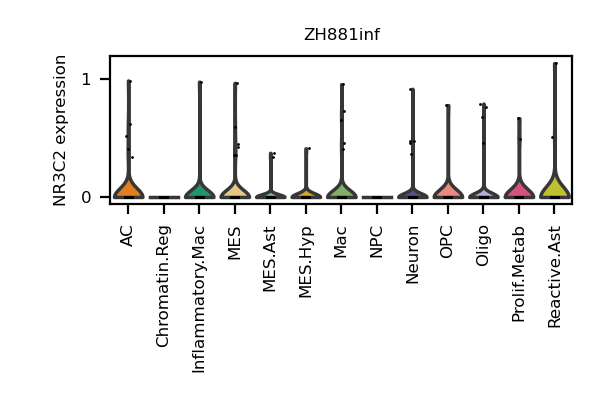 ZH881inf
NR3C2 expression
1
0
AC
Chromatin.Reg
Inflammatory.Mac
MES
MES.Ast
MES.Hyp
Mac
NPC
Neuron
OPC
Oligo
Prolif.Metab
Reactive.Ast